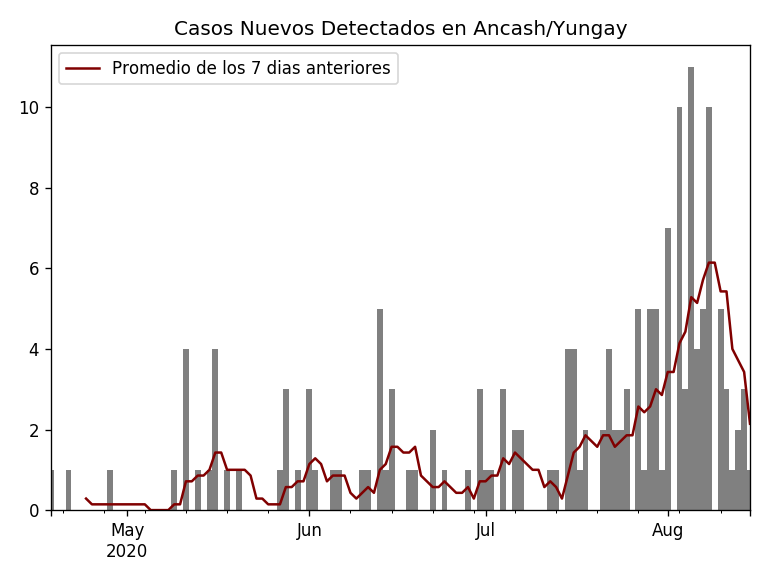 Casos Nuevos Detectados en Ancash/Yungay
Promedio de los 7 dias anteriores
10
8
6
4
2
0
May Jun Jul Aug
2020